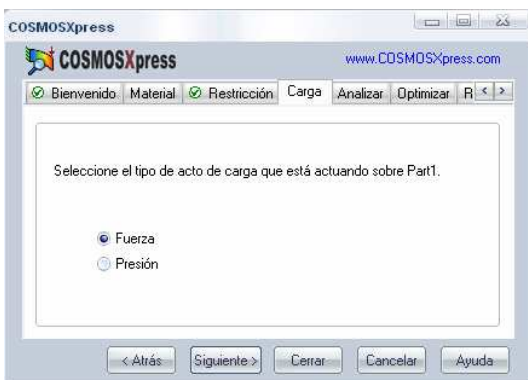 COSMOSXpress
COSMOSXpress
www.COSMOSXpress.com
Bienvenido Material Restricción Carga Analizar Optimizar R
Seleccione el tipo de acto de carga que está actuando sobre Part1.
Fuerza
Presión
< Atrás Siguiente > Cerrar Cancelar Ayuda